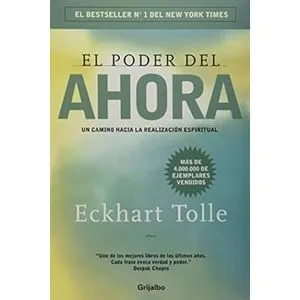 EL BESTSELLER Nº 1 DEL NEW YORK TIMES
EL PODER DEL
AHORA
UN CAMINO HACIA LA REALIZACIÓN ESPIRITUAL
MÁS DE
4.000.000 DE
EJEMPLARES
VENDIDOS
Eckhart Tolle
"Uno de los mejores libros de los últimos años.
Cada frase evoca verdad y poder."
Deepak Chopra
Grijalbo